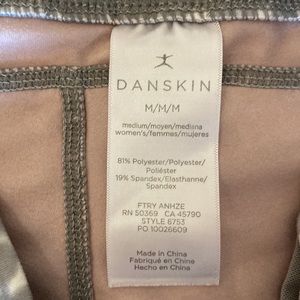 DANSKIN
M/M/M
medium/moyen/mediana
women's/femmes/mujeres
81% Polyester/Polyester/
Poliéster
19% Spandex/Elasthanne/
Spandex
FTRY ANHZE
RN 50369 CA 45790
STYLE 6753
PO 10026609
Made in China
Fabriqué en Chine
Hecho en China